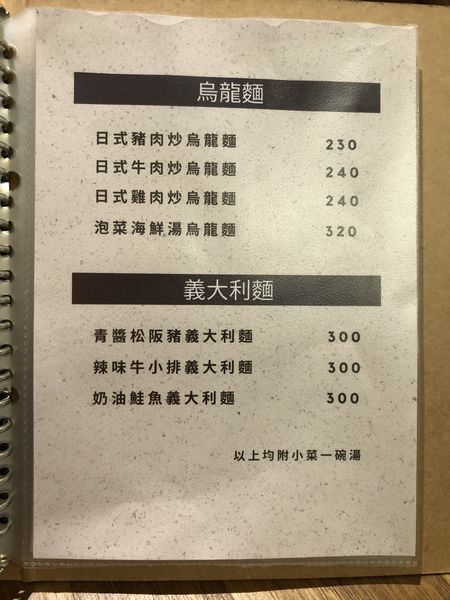 烏龍麵
日式豬肉炒烏龍麵 230
日式牛肉炒烏龍麵 240
日式雞肉炒烏龍麵 240
泡菜海鮮湯烏龍麵 320
義大利麵
青醬松阪豬義大利麵 300
辣味牛小排義大利麵 300
奶油鮭魚義大利麵 300
以上均附小菜一碗湯